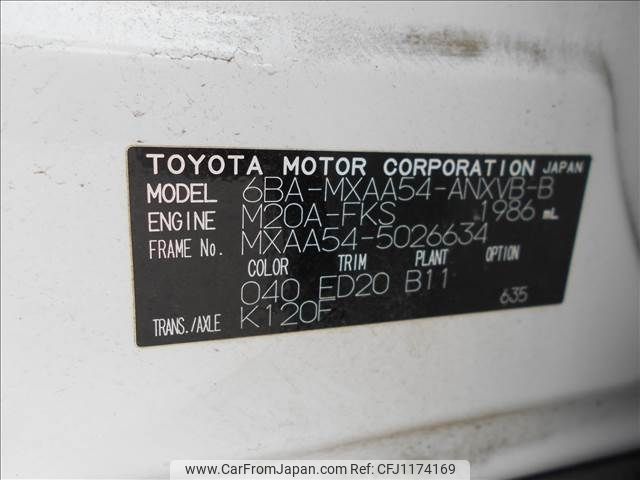 TOYOTA MOTOR CORPORATION JAPAN
MODEL 6BA-MXAA54-ANXVB-B
ENGINE M20A-FKS 1986 mL
FRAME No. MXAA54-5026634
COLOR TRIM PLANT OPTION
040 ED20 B11 635
TRANS./AXLE K120F
www.CarFromJapan.com CFJ1174169